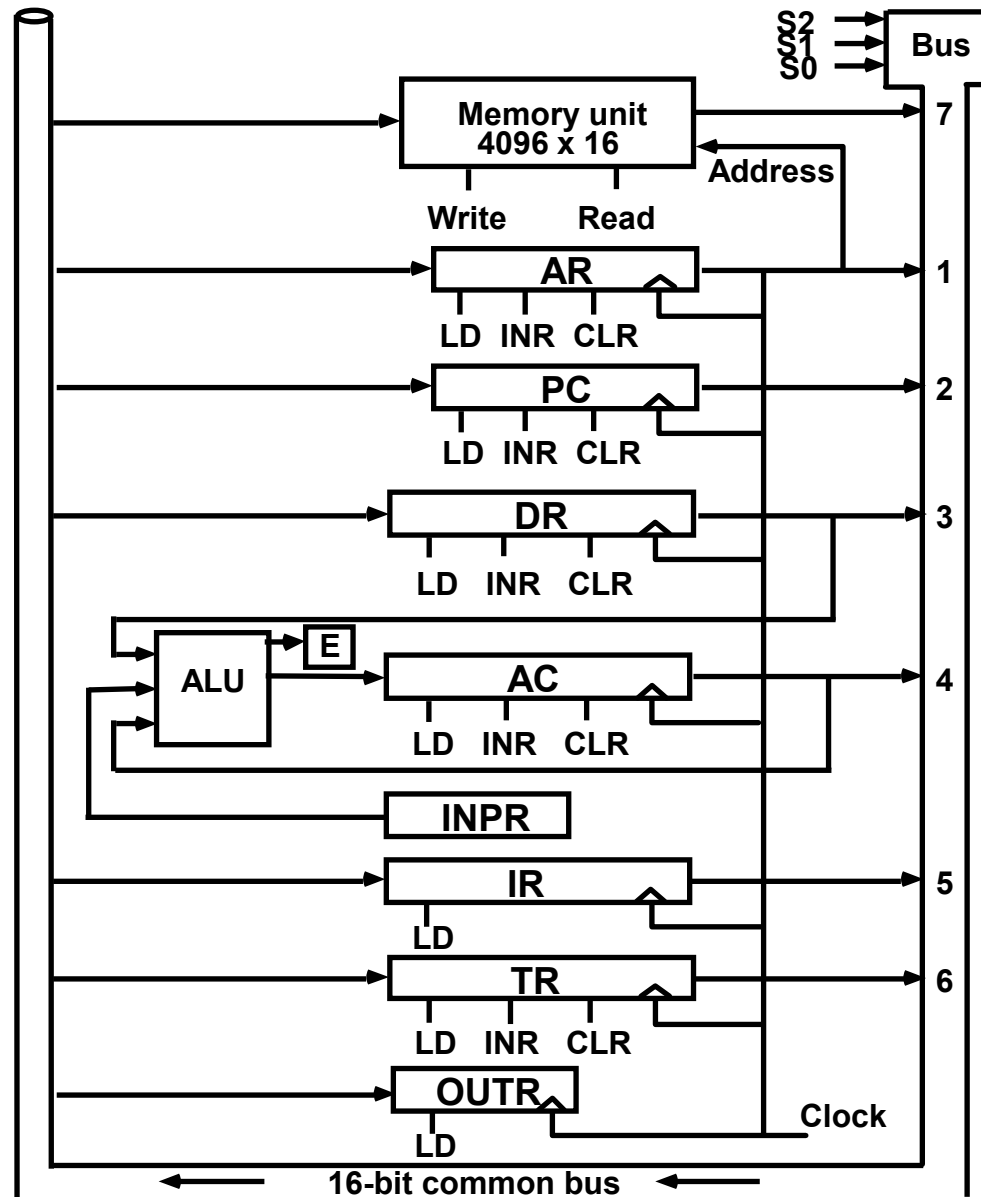 S2
S1
S0
Bus
Memory unit
4096 x 16
7
Address
Write Read
AR
1
LD INR CLR
PC
2
LD INR CLR
DR
3
LD INR CLR
E
ALU
AC
4
LD INR CLR
INPR
IR
5
LD
TR
6
LD INR CLR
OUTR
LD
Clock
16-bit common bus